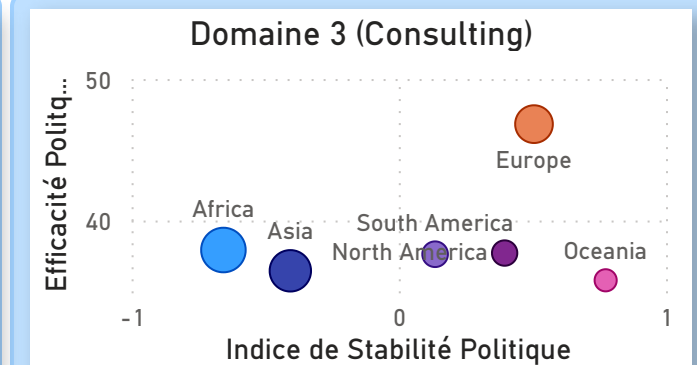 Domaine 3 (Consulting)
Efficacité Politq...
50
40
Europe
Africa
Asia
South America
North America
Oceania
-1
0
1
Indice de Stabilité Politique